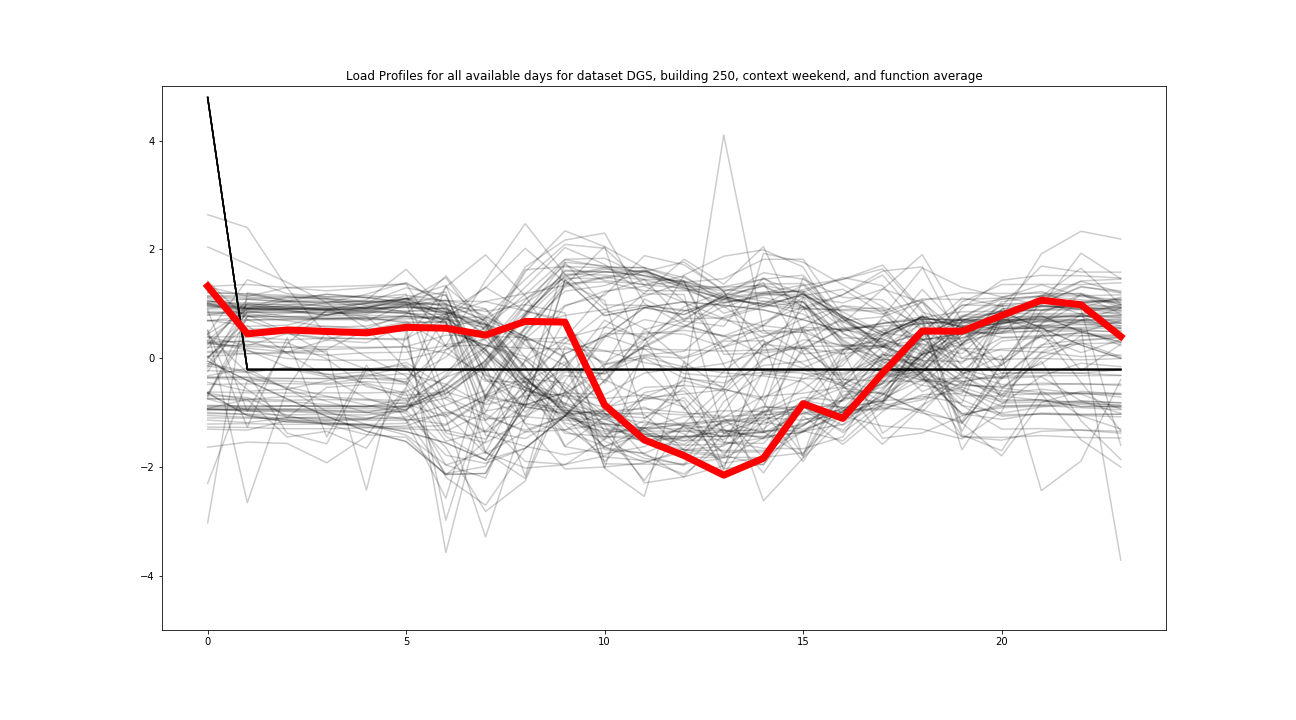 Load Profiles for all available days for dataset DGS, building 250, context weekend, and function average
4
2
0
−2
−4
0 5 10 15 20